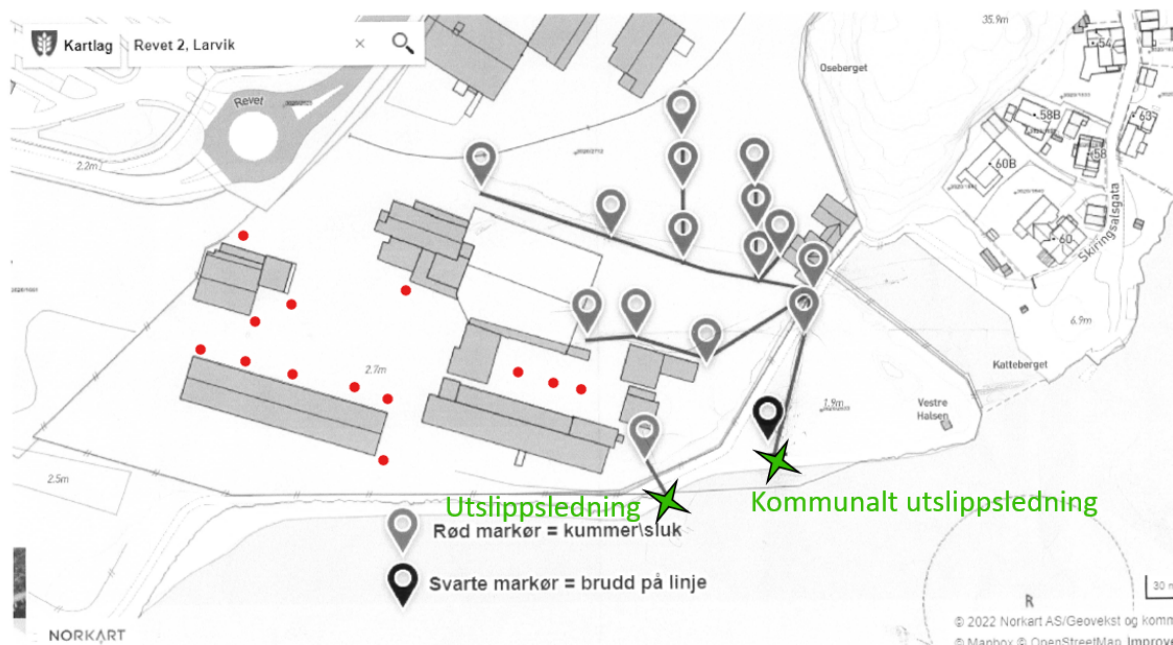 Kartlag Revet 2, Larvik ×
35.9m
54
Oseberget
Revet
58B
63
2.2m
60B
58
60
Skiringsalsgata
6.9m
Katteberget
2.7m
1.9m
Vestre
Halsen
2.5m
Utslippsledning
Kommunalt utslippsledning
Rød markør = kummer\sluk
Svarte markør = brudd på linje
30 m
R
© 2022 Norkart AS/Geovekst og komm
NORKART
© Mapbox © OpenStreetMap Improve